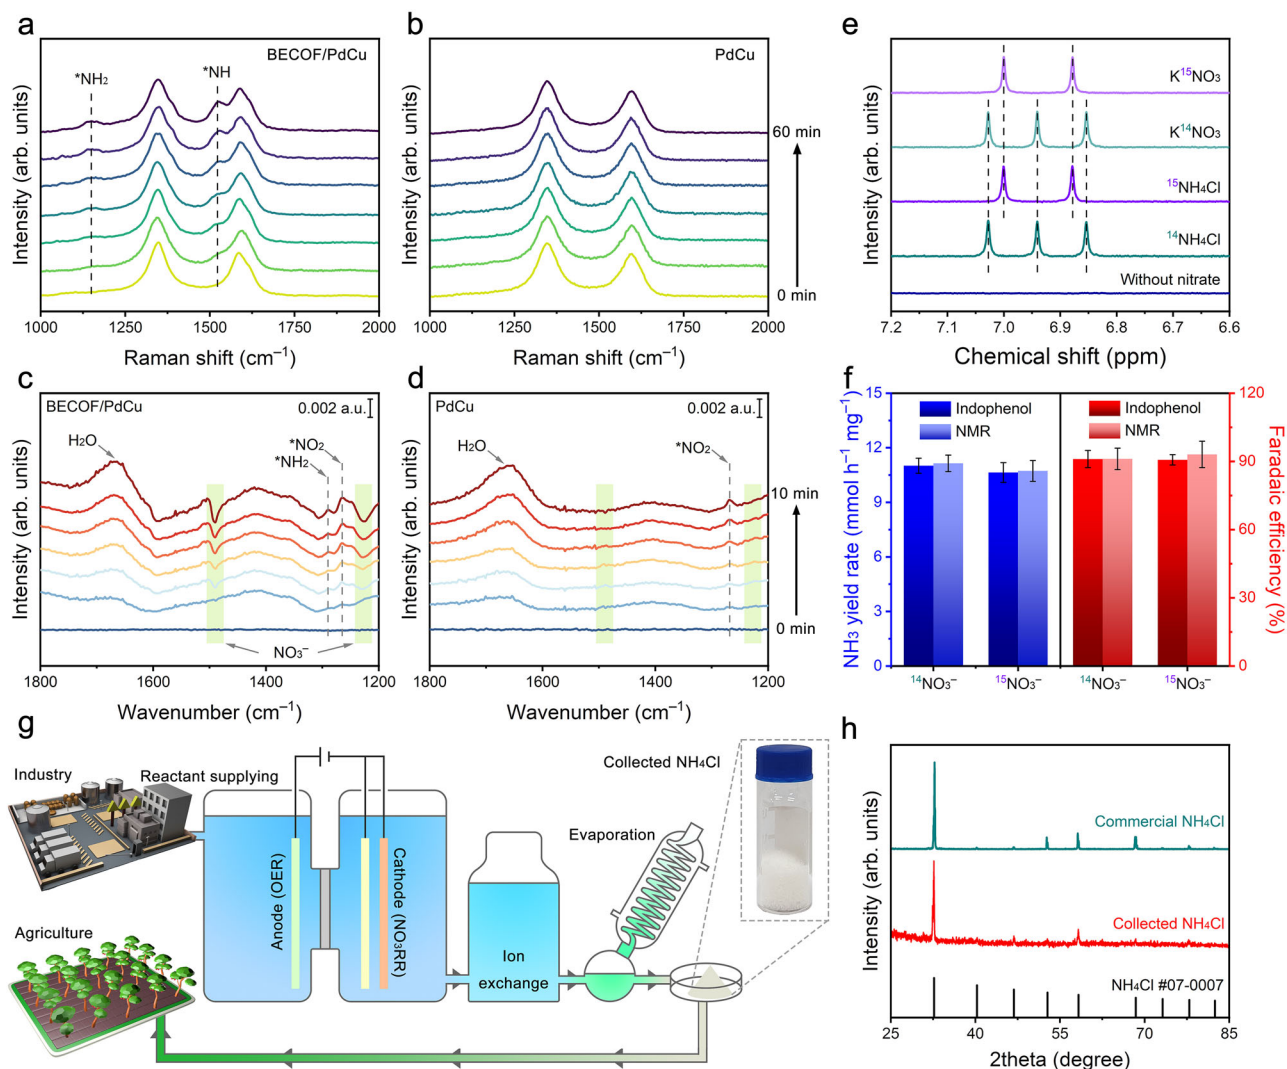 a
BECOF/PdCu
*NH₂
*NH
Intensity (arb. units)
1000 1250 1500 1750 2000
Raman shift (cm⁻¹)
b
PdCu
60 min
0 min
Intensity (arb. units)
1000 1250 1500 1750 2000
Raman shift (cm⁻¹)
e
K¹⁵NO₃
K¹⁴NO₃
¹⁵NH₄Cl
¹⁴NH₄Cl
Without nitrate
Intensity (arb. units)
7.2 7.1 7.0 6.9 6.8 6.7 6.6
Chemical shift (ppm)
c
BECOF/PdCu
0.002 a.u.
H₂O
*NO₂
*NH₂
NO₃⁻
Intensity (arb. units)
1800 1600 1400 1200
Wavenumber (cm⁻¹)
d
PdCu
0.002 a.u.
H₂O
*NO₂
10 min
0 min
Intensity (arb. units)
1800 1600 1400 1200
Wavenumber (cm⁻¹)
f
NH₃ yield rate (mmol h⁻¹ mg⁻¹)
15
12
9
6
3
0
Indophenol
NMR
Indophenol
NMR
¹⁴NO₃⁻ ¹⁵NO₃⁻ ¹⁴NO₃⁻ ¹⁵NO₃⁻
120
90
60
30
0
Faradaic efficiency (%)
g
Industry
Reactant supplying
Agriculture
Anode (OER)
Cathode (NO₃RR)
Ion
exchange
Evaporation
Collected NH₄Cl
h
Commercial NH₄Cl
Collected NH₄Cl
NH₄Cl #07-0007
Intensity (arb. units)
25 35 45 55 65 75 85
2theta (degree)